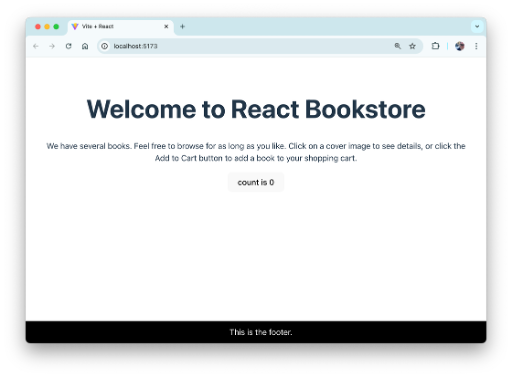 Vite + React
localhost:5173
Welcome to React Bookstore
We have several books. Feel free to browse for as long as you like. Click on a cover image to see details, or click the
Add to Cart button to add a book to your shopping cart.
count is 0
This is the footer.